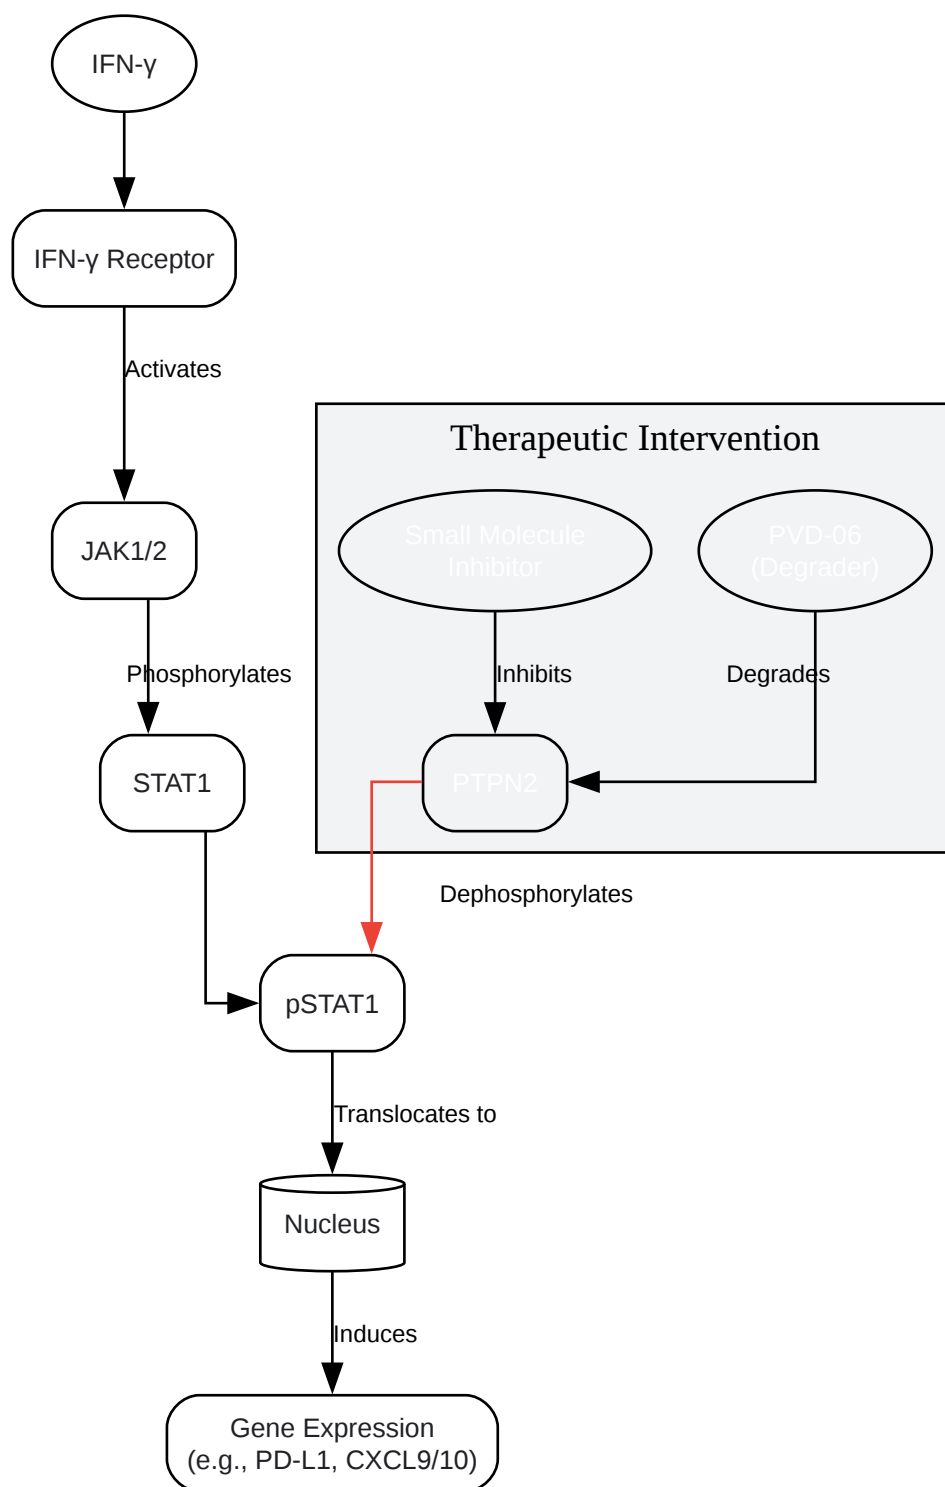 IFN-γ
IFN-γ Receptor
Activates
Therapeutic Intervention
JAK1/2
Small Molecule
Inhibitor
PVD-06
(Degrader)
Phosphorylates
Inhibits
Degrades
STAT1
PTPN2
Dephosphorylates
pSTAT1
Translocates to
Nucleus
Induces
Gene Expression
(e.g., PD-L1, CXCL9/10)